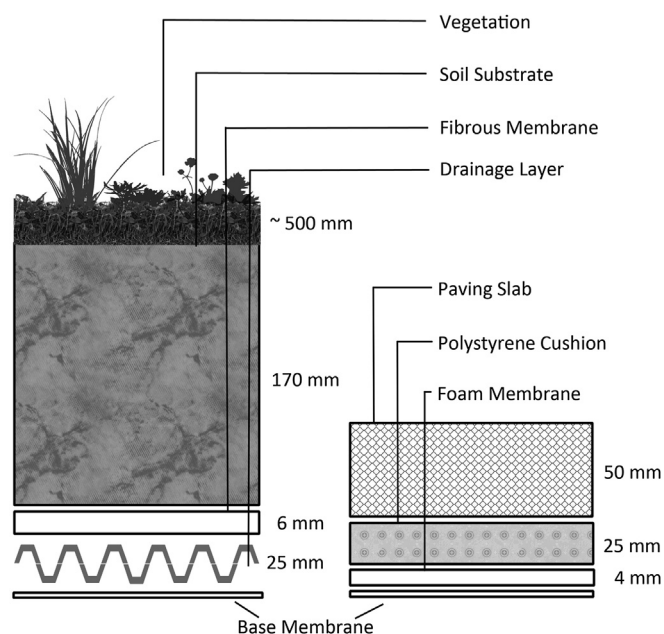 Vegetation
Soil Substrate
Fibrous Membrane
Drainage Layer
~ 500 mm
Paving Slab
Polystyrene Cushion
170 mm
Foam Membrane
50 mm
6 mm
25 mm
25 mm
4 mm
Base Membrane